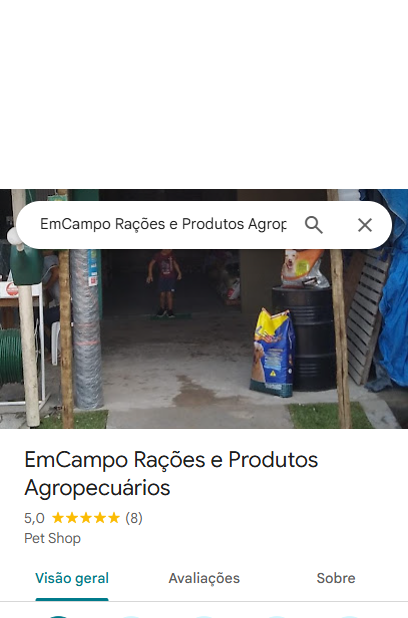 EmCampo Rações e Produtos Agrop
EmCampo Rações e Produtos
Agropecuários
5,0 ★★★★★ (8)
Pet Shop
Visão geral Avaliações Sobre